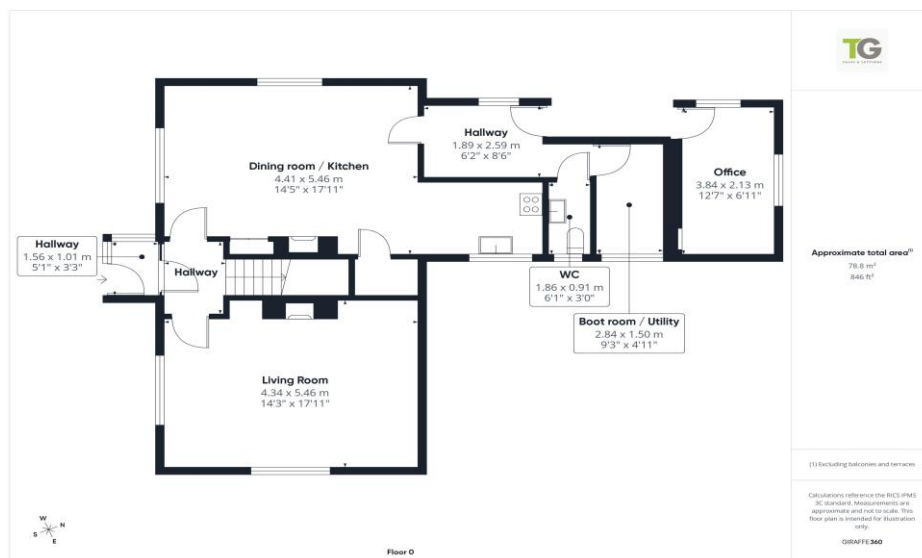 TG
Hallway
1.89 x 2.59 m
6'2" x 8'6"
Dining room / Kitchen
4.41 x 5.46 m
14'5" x 17'11"
Office
3.84 x 2.13 m
12'7" x 6'11"
Hallway
1.56 x 1.01 m
5'1" x 3'3"
Hallway
WC
1.86 x 0.91 m
6'1" x 3'0"
Boot room / Utility
2.84 x 1.50 m
9'3" x 4'11"
Living Room
4.34 x 5.46 m
14'3" x 17'11"
Approximate total area(1)
78.8 m²
846 ft²
(1) Excluding balconies and terraces
Calculations reference the RICS IPMS
3C standard. Measurements are
approximate and not to scale. This
floor plan is intended for illustration
only.
GIRAFFE360
W
N
S
E
Floor 0